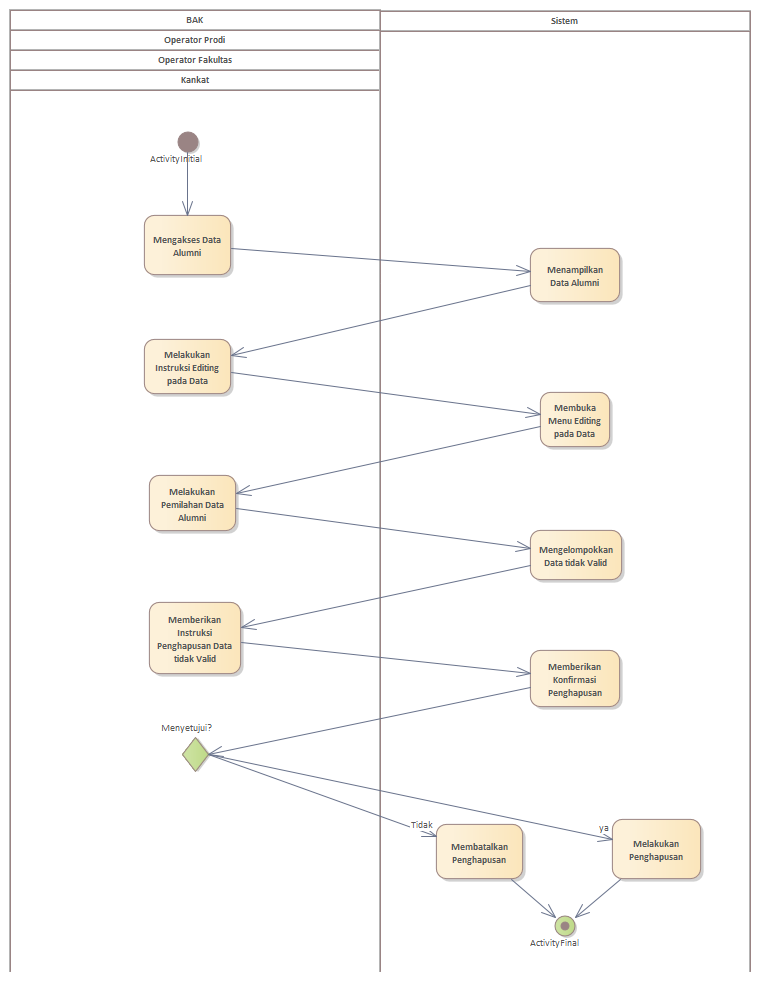 BAK
Sistem
Operator Prodi
Operator Fakultas
Kankat
ActivityInitial
Mengakses Data
Alumni
Menampilkan
Data Alumni
Melakukan
Instruksi Editing
pada Data
Membuka
Menu Editing
pada Data
Melakukan
Pemilahan Data
Alumni
Mengelompokkan
Data tidak Valid
Memberikan
Instruksi
Penghapusan Data
tidak Valid
Memberikan
Konfirmasi
Penghapusan
Menyetujui?
Tidak
ya
Membatalkan
Penghapusan
Melakukan
Penghapusan
ActivityFinal